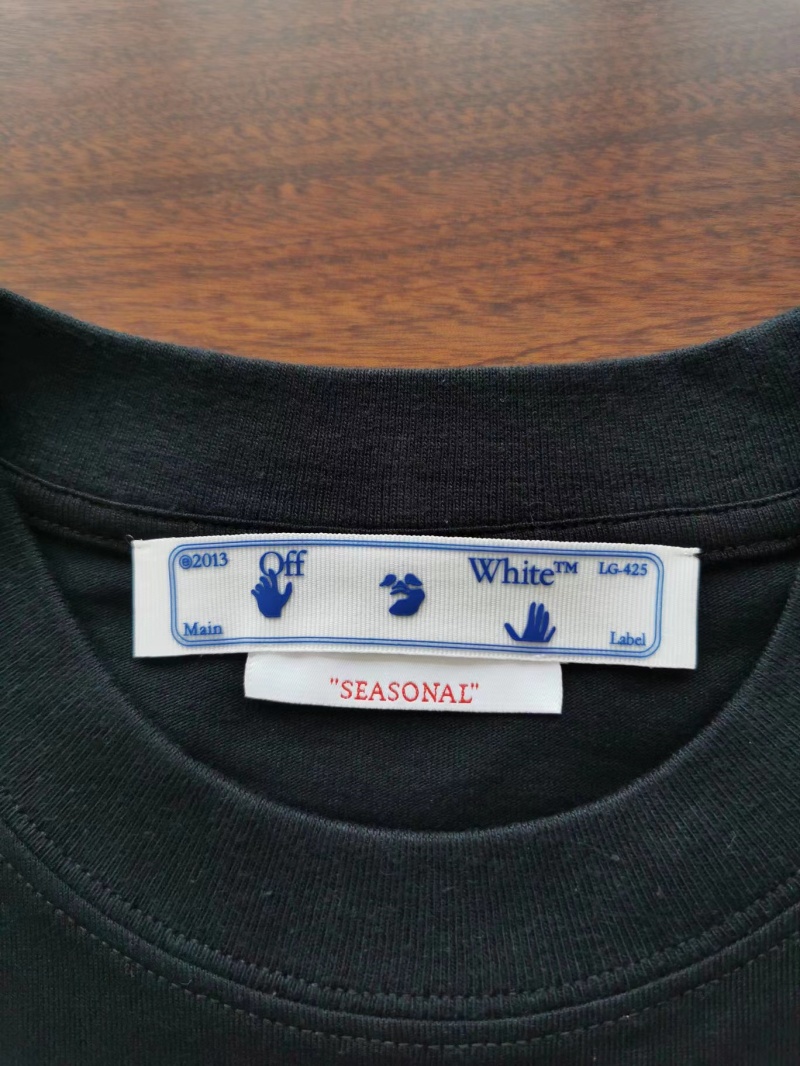 ©2013 Off White™ LG-425
Main Label
"SEASONAL"